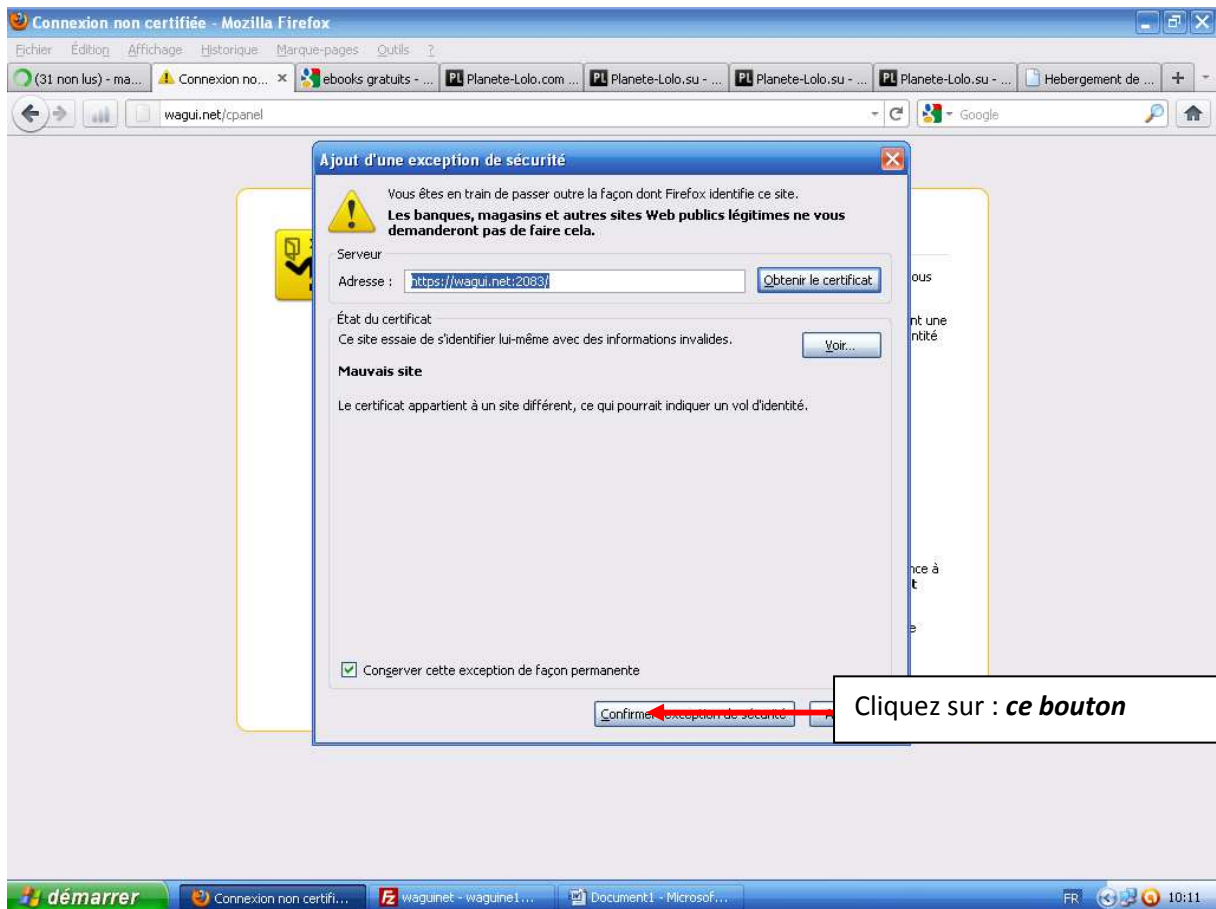 Connexion non certifiée - Mozilla Firefox
Fichier Édition Affichage Historique Marque-pages Outils ?
(31 non lus) - ma... Connexion no... × ebooks gratuits - ... PL Planete-Lolo.com ... PL Planete-Lolo.su - ... PL Planete-Lolo.su - ... PL Planete-Lolo.su - ... Hebergement de ... +
wagui.net/cpanel Google
Ajout d'une exception de sécurité
Vous êtes en train de passer outre la façon dont Firefox identifie ce site.
Les banques, magasins et autres sites Web publics légitimes ne vous
demanderont pas de faire cela.
Serveur
Adresse : https://wagui.net:2083/ Obtenir le certificat
ous
État du certificat
nt une
Ce site essaie de s'identifier lui-même avec des informations invalides. Voir...
ntité
Mauvais site
Le certificat appartient à un site différent, ce qui pourrait indiquer un vol d'identité.
nce à
t
e
Conserver cette exception de façon permanente
Confirmer l'exception de sécurité
Cliquez sur : ce bouton
démarrer Connexion non certifi... waguinet - waguine1... Document1 - Microsof... FR 10:11